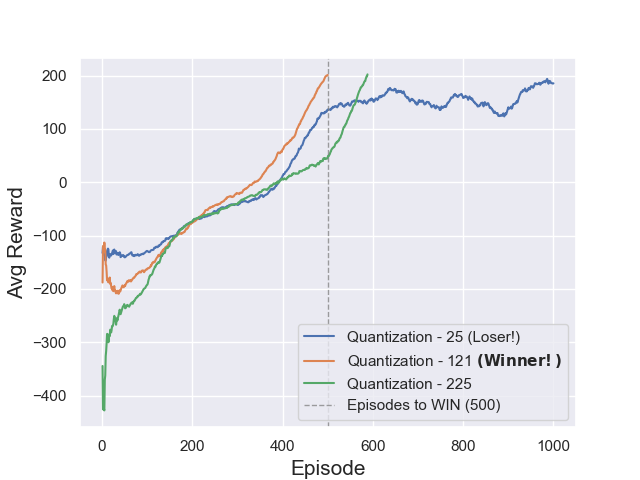 200
100
0
−100
−200
−300
−400
Avg Reward
0 200 400 600 800 1000
Episode
Quantization - 25 (Loser!)
Quantization - 121 (Winner! )
Quantization - 225
Episodes to WIN (500)